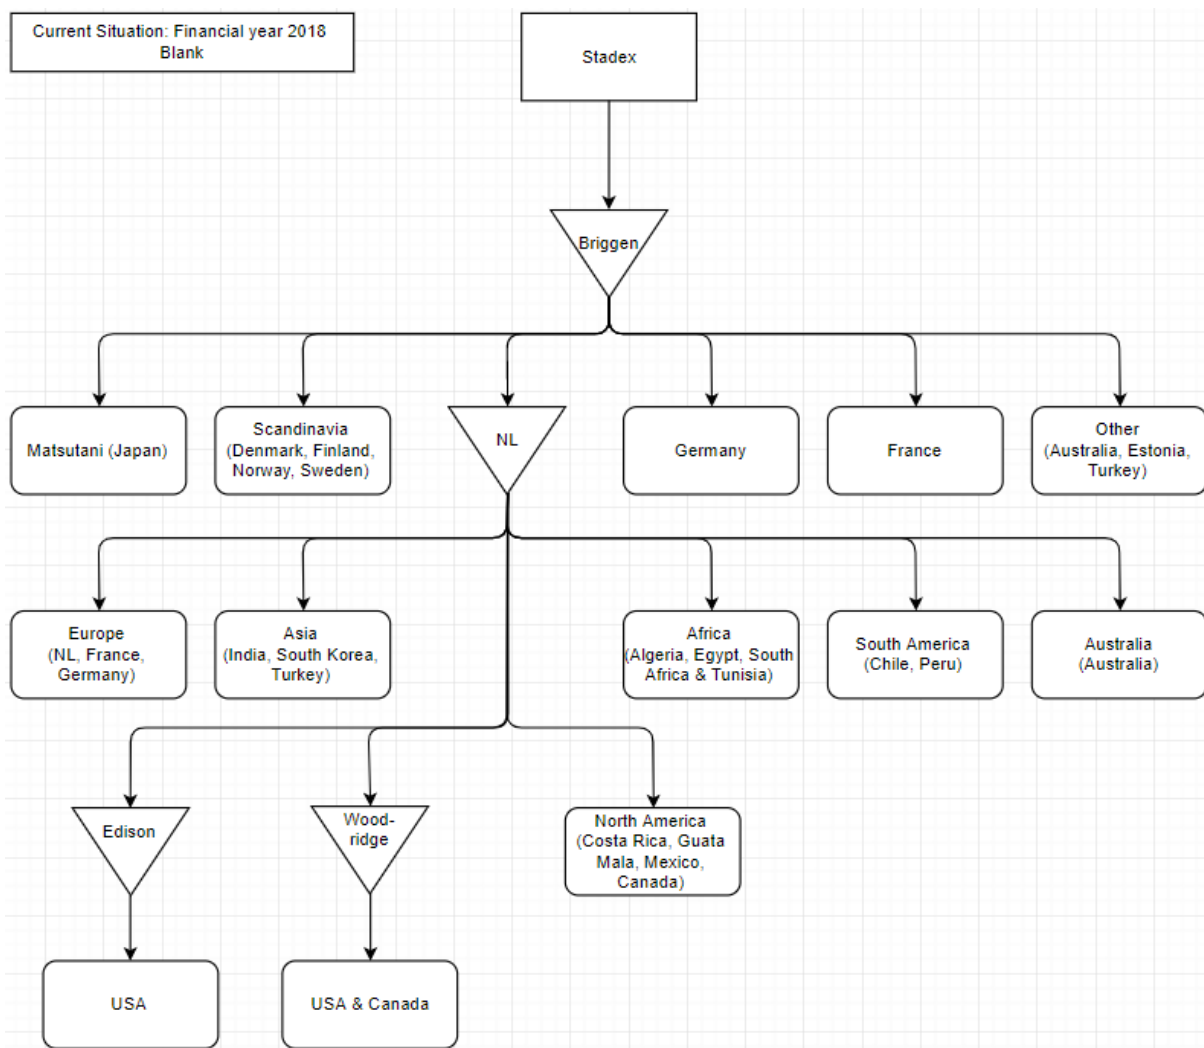 Current Situation: Financial year 2018
Blank
Stadex
Briggen
Matsutani (Japan)
Scandinavia
(Denmark, Finland,
Norway, Sweden)
NL
Germany
France
Other
(Australia, Estonia,
Turkey)
Europe
(NL, France,
Germany)
Asia
(India, South Korea,
Turkey)
Africa
(Algeria, Egypt, South
Africa & Tunisia)
South America
(Chile, Peru)
Australia
(Australia)
Edison
Wood-
ridge
North America
(Costa Rica, Guata
Mala, Mexico,
Canada)
USA
USA & Canada